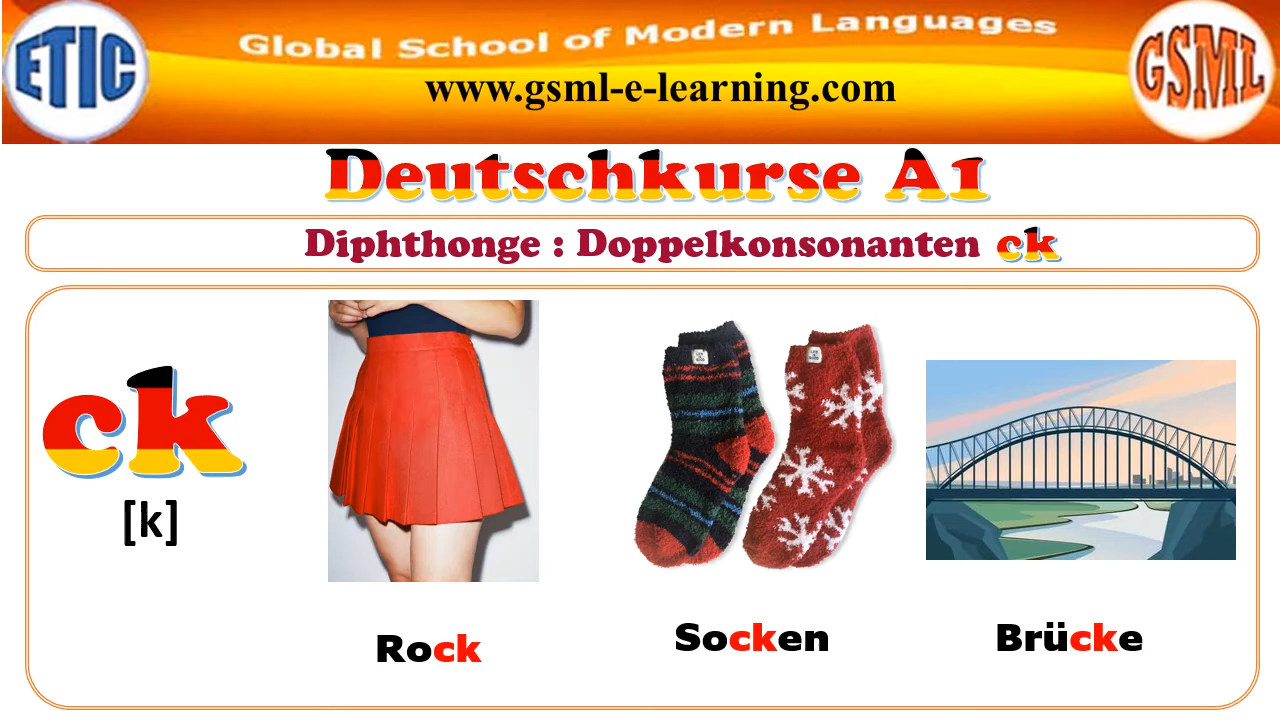 ETIC
Global School of Modern Languages
GSML
www.gsml-e-learning.com
Deutschkurse A1
Diphthonge : Doppelkonsonanten ck
ck
[k]
Rock
Socken
Brücke